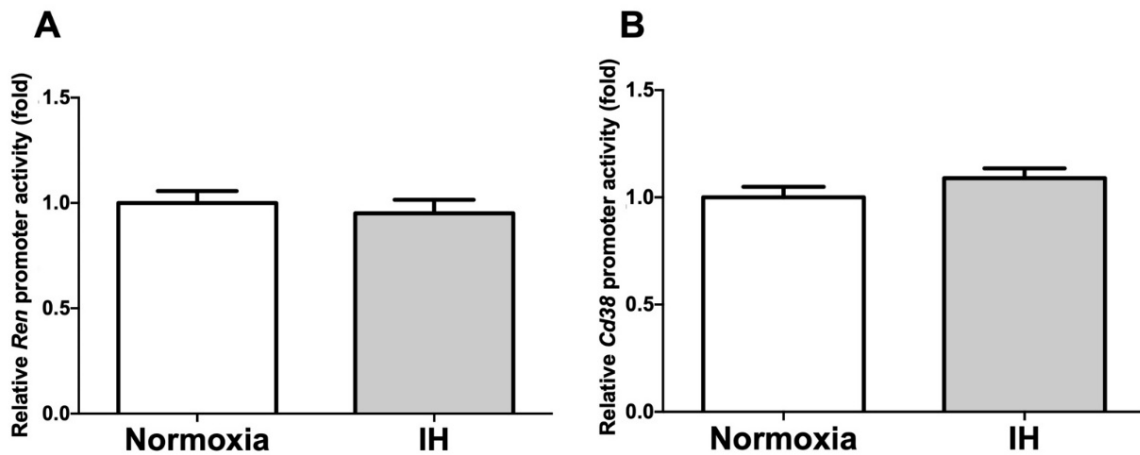 A
Relative Ren promoter activity (fold)
1.5
1.0
0.5
0.0
Normoxia
IH
B
Relative Cd38 promoter activity (fold)
1.5
1.0
0.5
0.0
Normoxia
IH